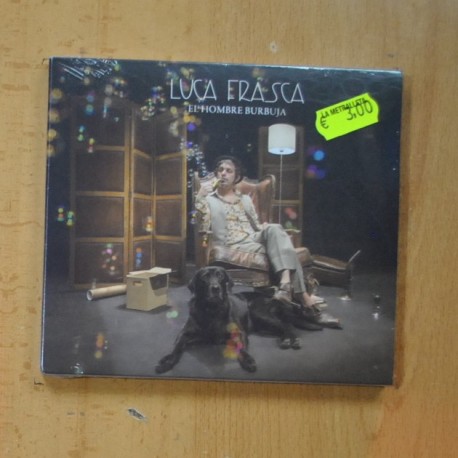 LUCA FRASCA
EL HOMBRE BURBUJA
LA METRALLETA
€ 3,00